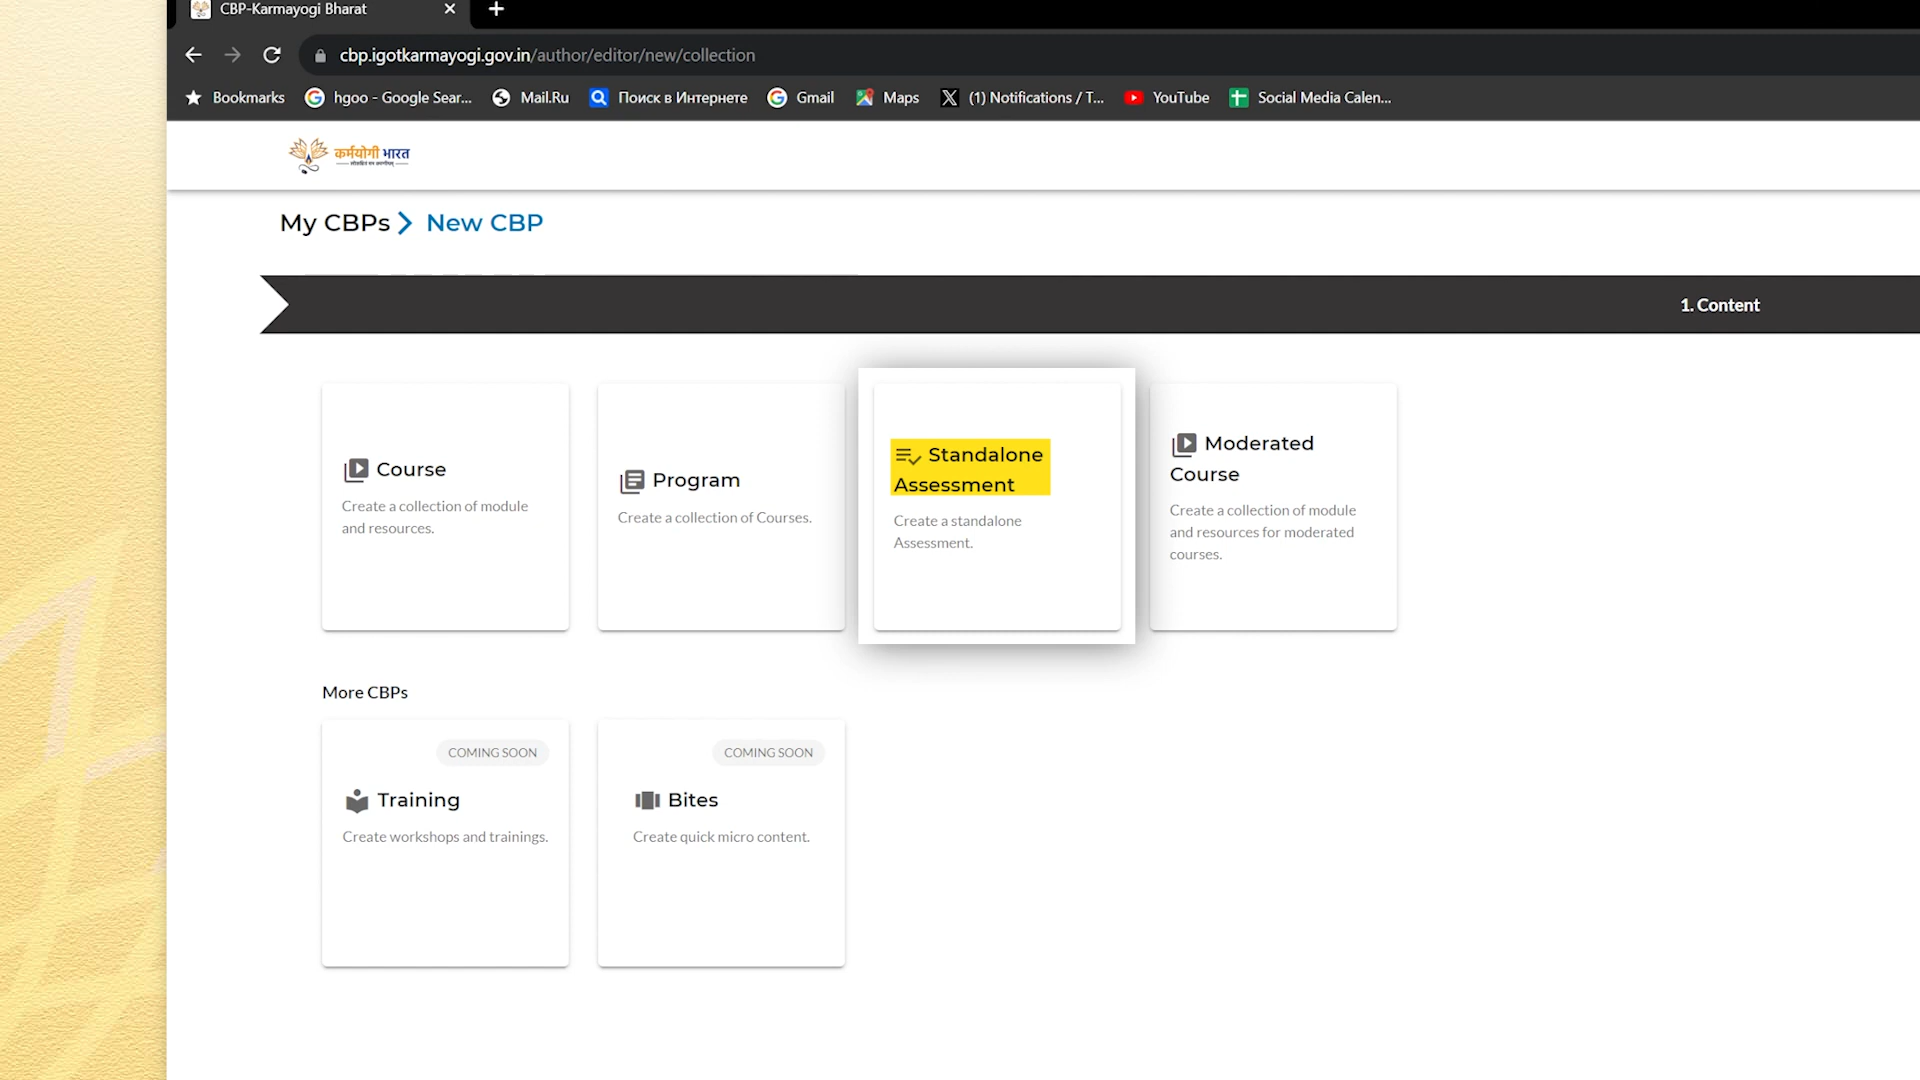 CBP-Karmayogi Bharat
cbp.igotkarmayogi.gov.in/author/editor/new/collection
Bookmarks hgoo - Google Sear... Mail.Ru Поиск в Интернете Gmail Maps (1) Notifications / T... YouTube Social Media Calen...
कर्मयोगी भारत
My CBPs New CBP
1. Content
Course
Create a collection of module
and resources.
Program
Create a collection of Courses.
Standalone
Assessment
Create a standalone
Assessment.
Moderated
Course
Create a collection of module
and resources for moderated
courses.
More CBPs
COMING SOON
Training
Create workshops and trainings.
COMING SOON
Bites
Create quick micro content.